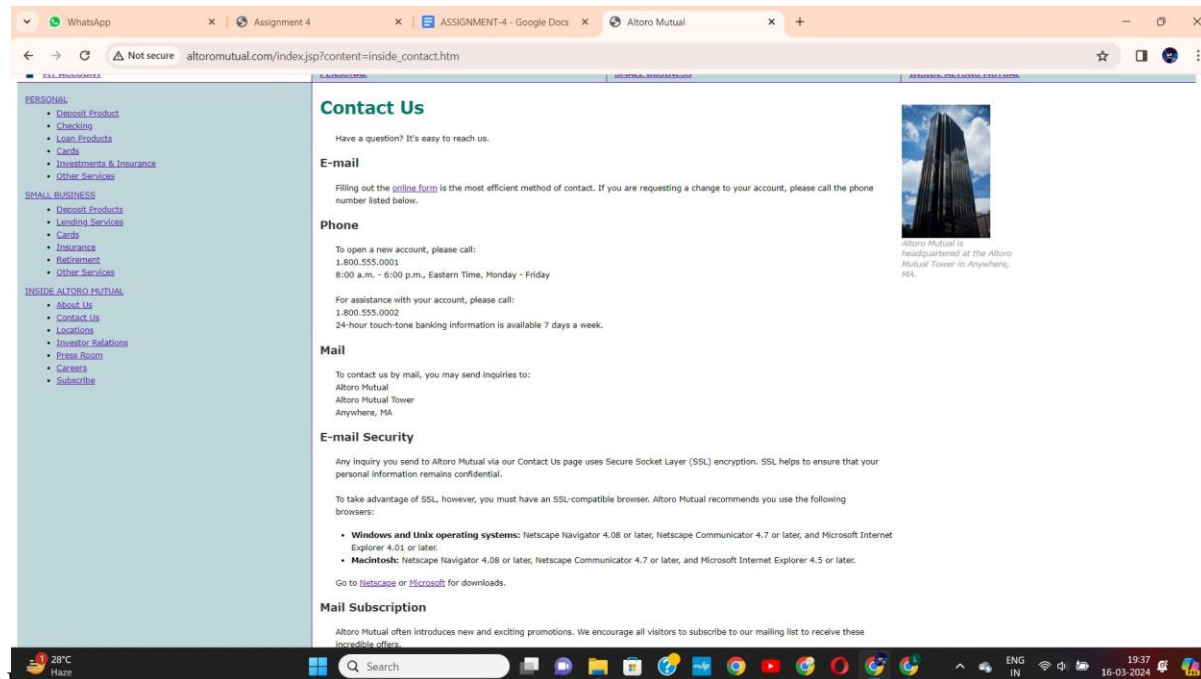 WhatsApp
Assignment 4
ASSIGNMENT-4 - Google Docs
Altoro Mutual
Not secure
altoromutual.com/index.jsp?content=inside_contact.htm
MY ACCOUNT
PERSONAL
SMALL BUSINESS
INSIDE ALTORO MUTUAL
PERSONAL
Deposit Product
Checking
Loan Products
Cards
Investments & Insurance
Other Services
SMALL BUSINESS
Deposit Products
Lending Services
Cards
Insurance
Retirement
Other Services
INSIDE ALTORO MUTUAL
About Us
Contact Us
Locations
Investor Relations
Press Room
Careers
Subscribe
Contact Us
Have a question? It's easy to reach us.
E-mail
Filling out the online form is the most efficient method of contact. If you are requesting a change to your account, please call the phone
number listed below.
Phone
To open a new account, please call:
1.800.555.0001
8:00 a.m. - 6:00 p.m., Eastern Time, Monday - Friday
For assistance with your account, please call:
1.800.555.0002
24-hour touch-tone banking information is available 7 days a week.
Mail
To contact us by mail, you may send inquiries to:
Altoro Mutual
Altoro Mutual Tower
Anywhere, MA
E-mail Security
Any inquiry you send to Altoro Mutual via our Contact Us page uses Secure Socket Layer (SSL) encryption. SSL helps to ensure that your
personal information remains confidential.
To take advantage of SSL, however, you must have an SSL-compatible browser. Altoro Mutual recommends you use the following
browsers:
Windows and Unix operating systems: Netscape Navigator 4.08 or later, Netscape Communicator 4.7 or later, and Microsoft Internet
Explorer 4.01 or later.
Macintosh: Netscape Navigator 4.08 or later, Netscape Communicator 4.7 or later, and Microsoft Internet Explorer 4.5 or later.
Go to Netscape or Microsoft for downloads.
Mail Subscription
Altoro Mutual often introduces new and exciting promotions. We encourage all visitors to subscribe to our mailing list to receive these
incredible offers.
Altoro Mutual is
headquartered at the Altoro
Mutual Tower in Anywhere,
MA.
1
28°C
Haze
Search
ENG
IN
19:37
16-03-2024